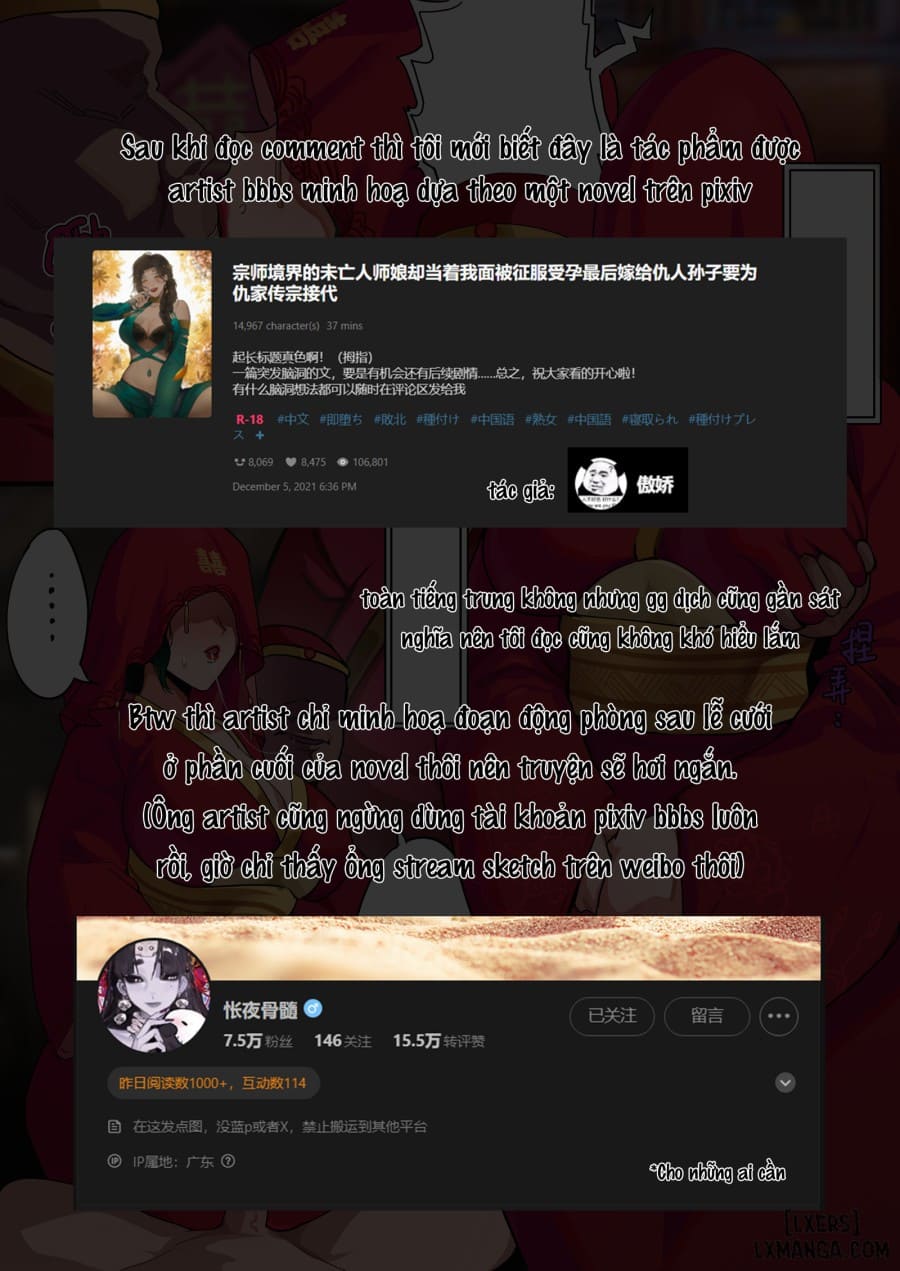 Sau khi đọc comment thì tôi mới biết đây là tác phẩm được
artist bbbs minh hoạ dựa theo một novel trên pixiv
宗师境界的未亡人师娘却当着我面被征服受孕最后嫁给仇人孙子要为
仇家传宗接代
14,967 character(s) 37 mins
起长标题真色啊！（拇指）
一篇突发脑洞的文，要是有机会还有后续剧情......总之，祝大家看的开心啦！
有什么脑洞想法都可以随时在评论区发给我
R-18 #中文 #即堕ち #敗北 #種付け #中国语 #熟女 #中国語 #寝取られ #種付けプレ
ス +
8,069 8,475 106,801
December 5, 2021 6:36 PM
tác giả:
傲娇
toàn tiếng trung không nhưng gg dịch cũng gần sát
nghĩa nên tôi đọc cũng không khó hiểu lắm
Btw thì artist chỉ minh hoạ đoạn động phòng sau lễ cưới
ở phần cuối của novel thôi nên truyện sẽ hơi ngắn.
(Ông artist cũng ngừng dùng tài khoản pixiv bbbs luôn
rồi, giờ chỉ thấy ổng stream sketch trên weibo thôi)
怅夜骨髓
已关注 留言
7.5万粉丝 146关注 15.5万转评赞
昨日阅读数1000+，互动数114
在这发点图，没蓝p或者X，禁止搬运到其他平台
IP属地：广东
*Cho những ai cần
[LXERS]
LXMANGA.COM
囍
捏
弄